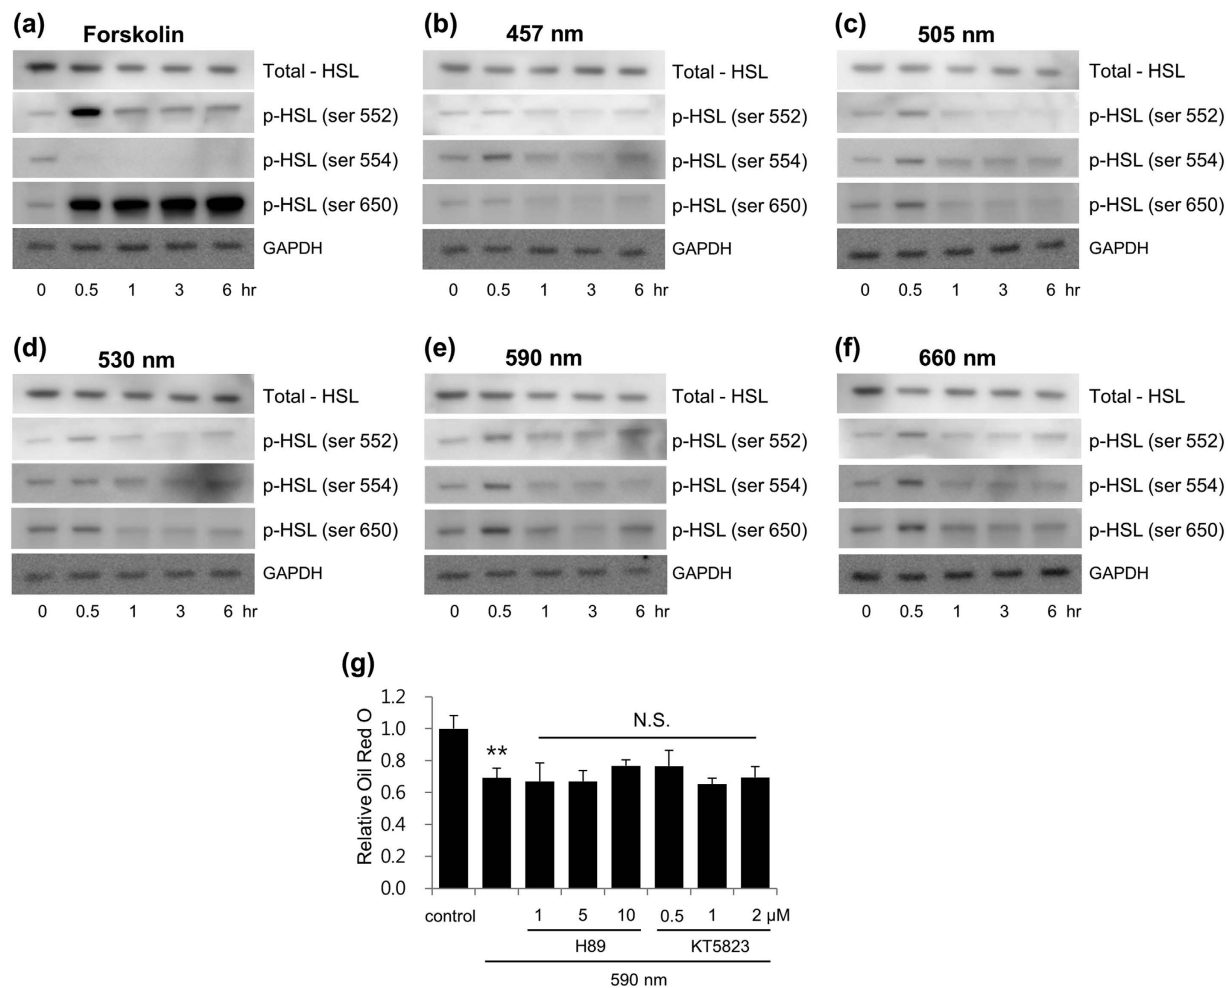 (a) Forskolin
Total - HSL
p-HSL (ser 552)
p-HSL (ser 554)
p-HSL (ser 650)
GAPDH
0 0.5 1 3 6 hr
(b) 457 nm
Total - HSL
p-HSL (ser 552)
p-HSL (ser 554)
p-HSL (ser 650)
GAPDH
0 0.5 1 3 6 hr
(c) 505 nm
Total - HSL
p-HSL (ser 552)
p-HSL (ser 554)
p-HSL (ser 650)
GAPDH
0 0.5 1 3 6 hr
(d) 530 nm
Total - HSL
p-HSL (ser 552)
p-HSL (ser 554)
p-HSL (ser 650)
GAPDH
0 0.5 1 3 6 hr
(e) 590 nm
Total - HSL
p-HSL (ser 552)
p-HSL (ser 554)
p-HSL (ser 650)
GAPDH
0 0.5 1 3 6 hr
(f) 660 nm
Total - HSL
p-HSL (ser 552)
p-HSL (ser 554)
p-HSL (ser 650)
GAPDH
0 0.5 1 3 6 hr
(g)
Relative Oil Red O
1.2
1.0
0.8
0.6
0.4
0.2
0.0
**
N.S.
control 1 5 10 0.5 1 2 µM
H89 KT5823
590 nm